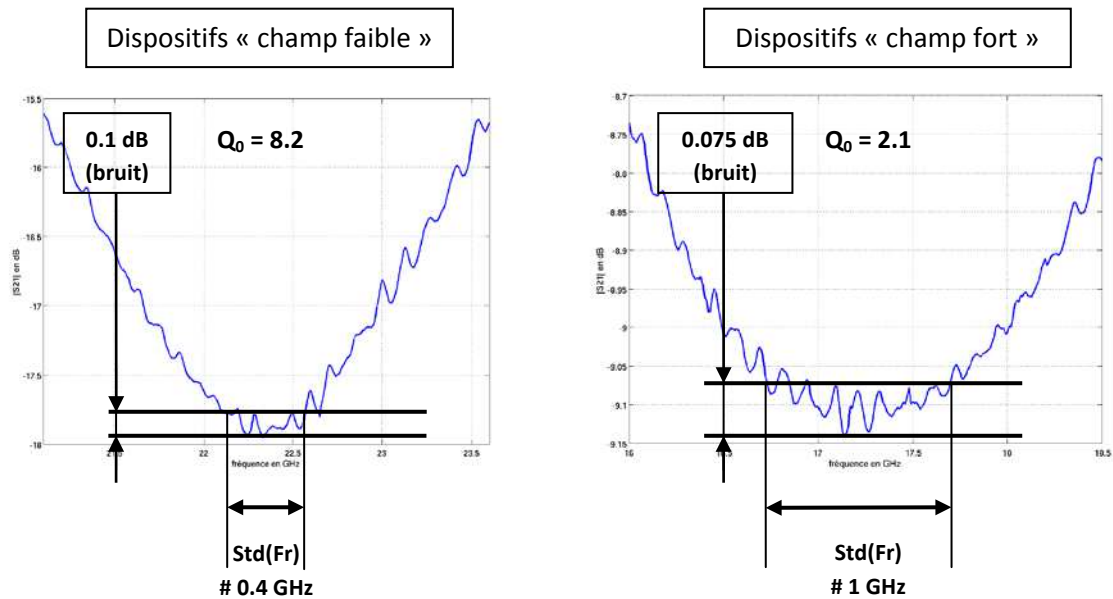 Dispositifs « champ faible »
Dispositifs « champ fort »
-15.5
0.1 dB
(bruit)
Q₀ = 8.2
-16
-16.5
|S21| en dB
-17
-17.5
-18
22
22.5
23
23.5
fréquence en GHz
Std(Fr)
# 0.4 GHz
-8.7
0.075 dB
(bruit)
Q₀ = 2.1
-8.75
-8.8
-8.85
-8.9
|S21| en dB
-8.95
-9
-9.05
-9.1
-9.15
16
17
17.5
18
19.5
fréquence en GHz
Std(Fr)
# 1 GHz